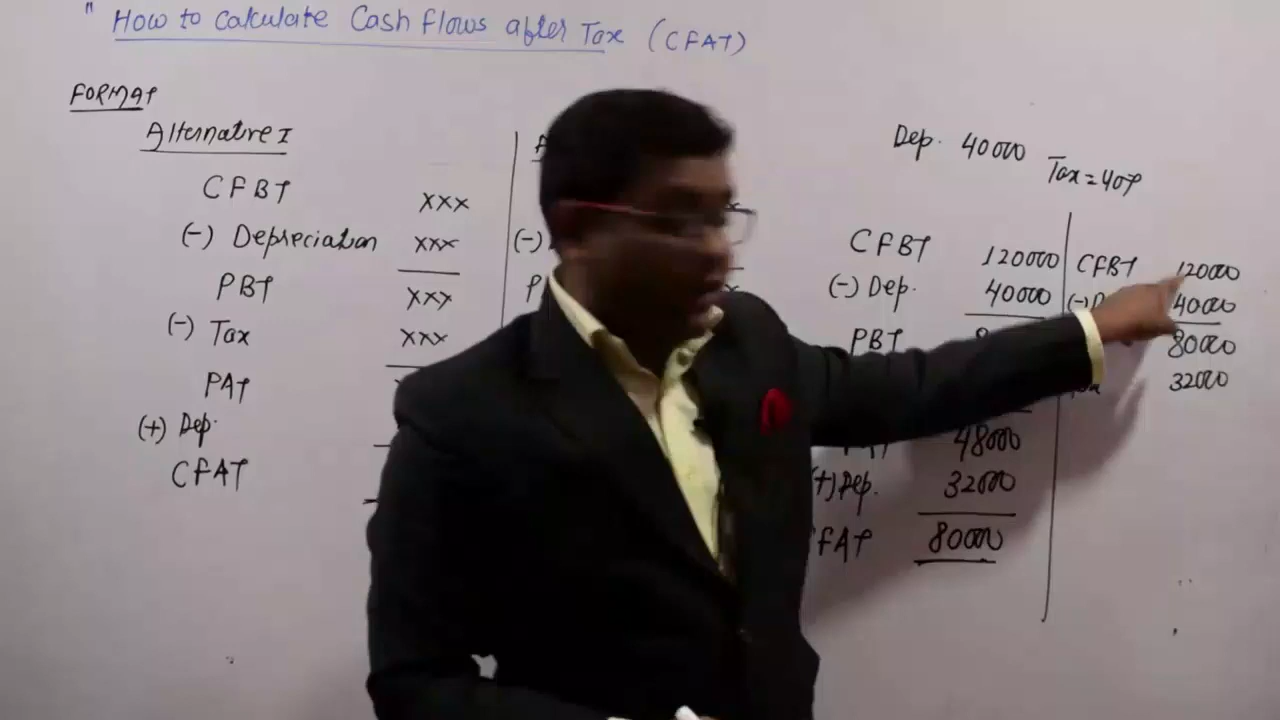 " How to Calculate Cash flows after Tax (CFAT)
FORMAT
Alternative I
CFBT xxx
(-) Depreciation xxx
PBT xxx
(-) Tax xxx
PAT
(+) Dep.
CFAT
(-)
Dep. 40000
Tax = 40%
CFBT 120000
(-) Dep. 40000
PBT
48000
(+) Dep. 32000
CFAT 80000
CFBT 120000
(-) 40000
80000
32000